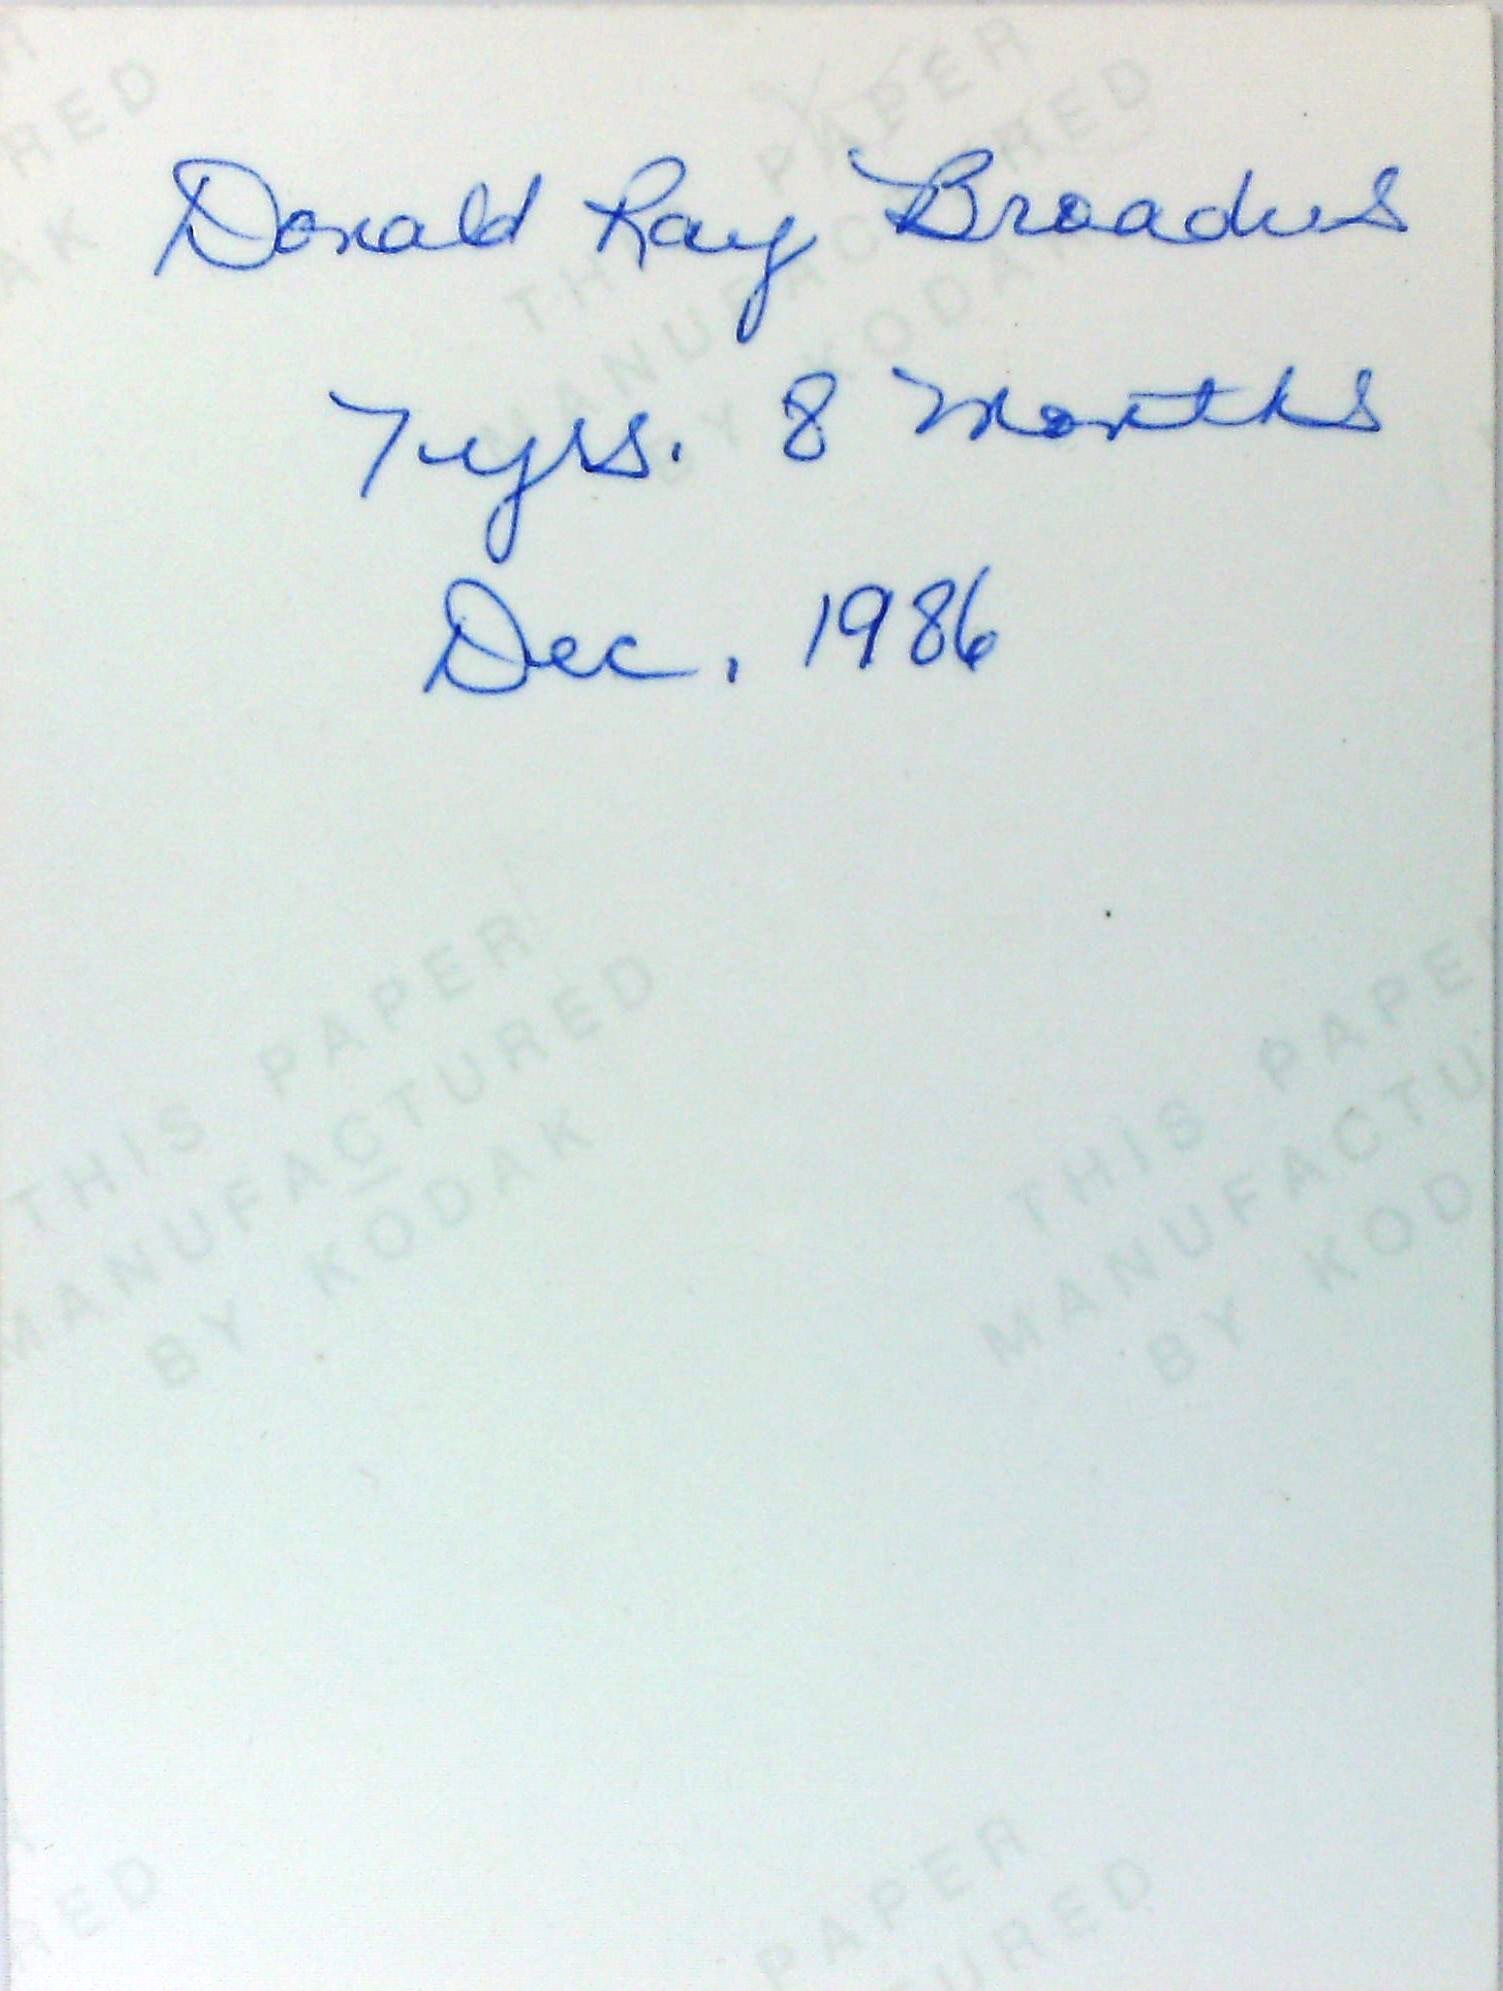 Donald Ray Broadus
7 yrs. 8 Months
Dec. 1986
THIS PAPER
MANUFACTURED
BY KODAK